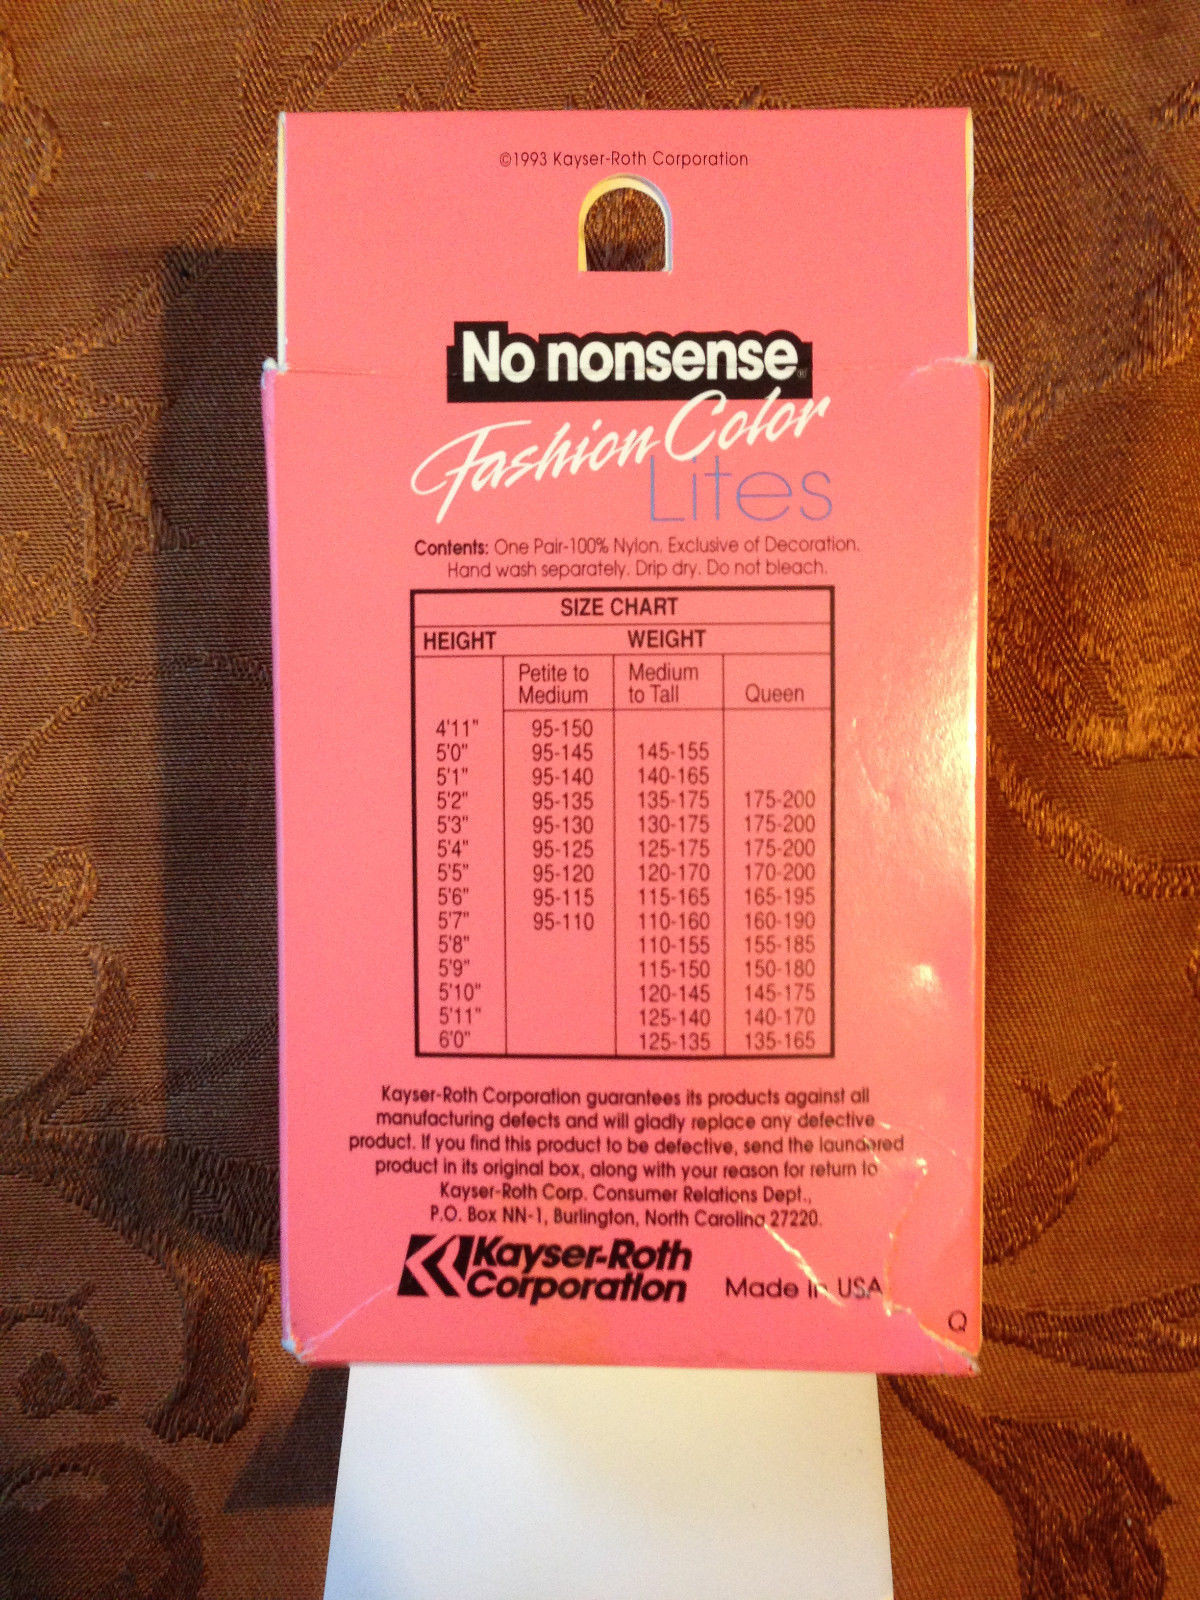 ©1993 Kayser-Roth Corporation
No nonsense®
Fashion Color
Lites
Contents: One Pair-100% Nylon. Exclusive of Decoration.
Hand wash separately. Drip dry. Do not bleach.
SIZE CHART
HEIGHT WEIGHT
Petite to Medium
Medium to Tall Queen
4'11" 95-150
5'0" 95-145 145-155
5'1" 95-140 140-165
5'2" 95-135 135-175 175-200
5'3" 95-130 130-175 175-200
5'4" 95-125 125-175 175-200
5'5" 95-120 120-170 170-200
5'6" 95-115 115-165 165-195
5'7" 95-110 110-160 160-190
5'8" 110-155 155-185
5'9" 115-150 150-180
5'10" 120-145 145-175
5'11" 125-140 140-170
6'0" 125-135 135-165
Kayser-Roth Corporation guarantees its products against all
manufacturing defects and will gladly replace any defective
product. If you find this product to be defective, send the laundered
product in its original box, along with your reason for return to
Kayser-Roth Corp. Consumer Relations Dept.,
P.O. Box NN-1, Burlington, North Carolina 27220.
Kayser-Roth
Corporation Made in USA
Q